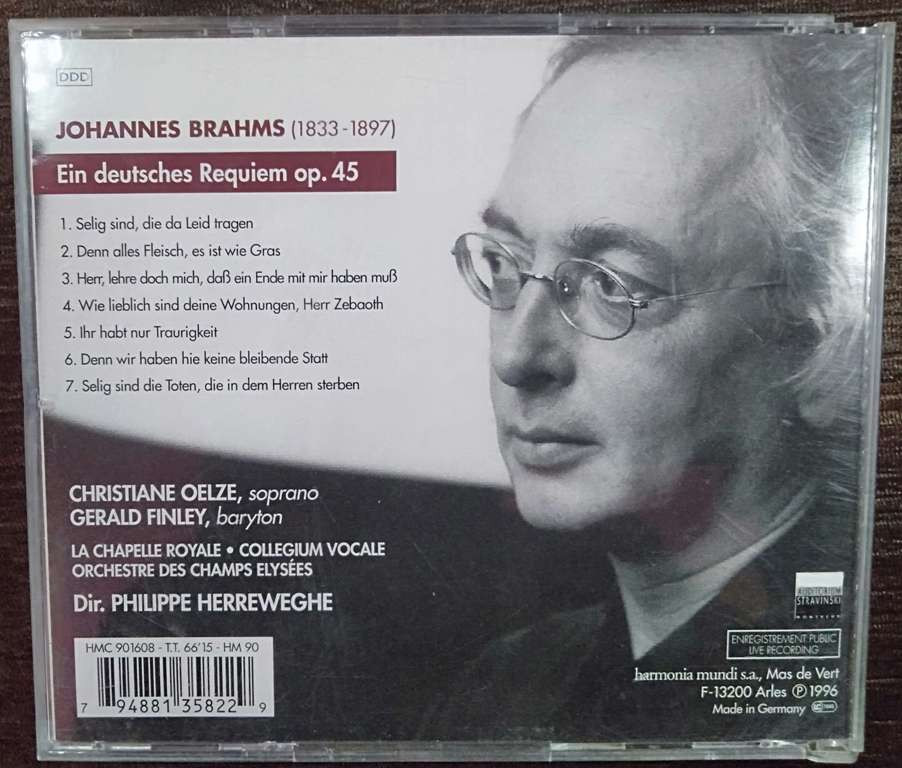 DDD
JOHANNES BRAHMS (1833-1897)
Ein deutsches Requiem op. 45
1. Selig sind, die da Leid tragen
2. Denn alles Fleisch, es ist wie Gras
3. Herr, lehre doch mich, daß ein Ende mit mir haben muß
4. Wie lieblich sind deine Wohnungen, Herr Zebaoth
5. Ihr habt nur Traurigkeit
6. Denn wir haben hie keine bleibende Statt
7. Selig sind die Toten, die in dem Herren sterben
CHRISTIANE OELZE, soprano
GERALD FINLEY, baryton
LA CHAPELLE ROYALE • COLLEGIUM VOCALE
ORCHESTRE DES CHAMPS ELYSÉES
Dir. PHILIPPE HERREWEGHE
HMC 901608 - T.T. 66'15 - HM 90
7 94881 35822 9
AUDITORIUM
STRAVINSKI
MONTREUX
ENREGISTREMENT PUBLIC
LIVE RECORDING
harmonia mundi s.a., Mas de Vert
F-13200 Arles ℗ 1996
Made in Germany